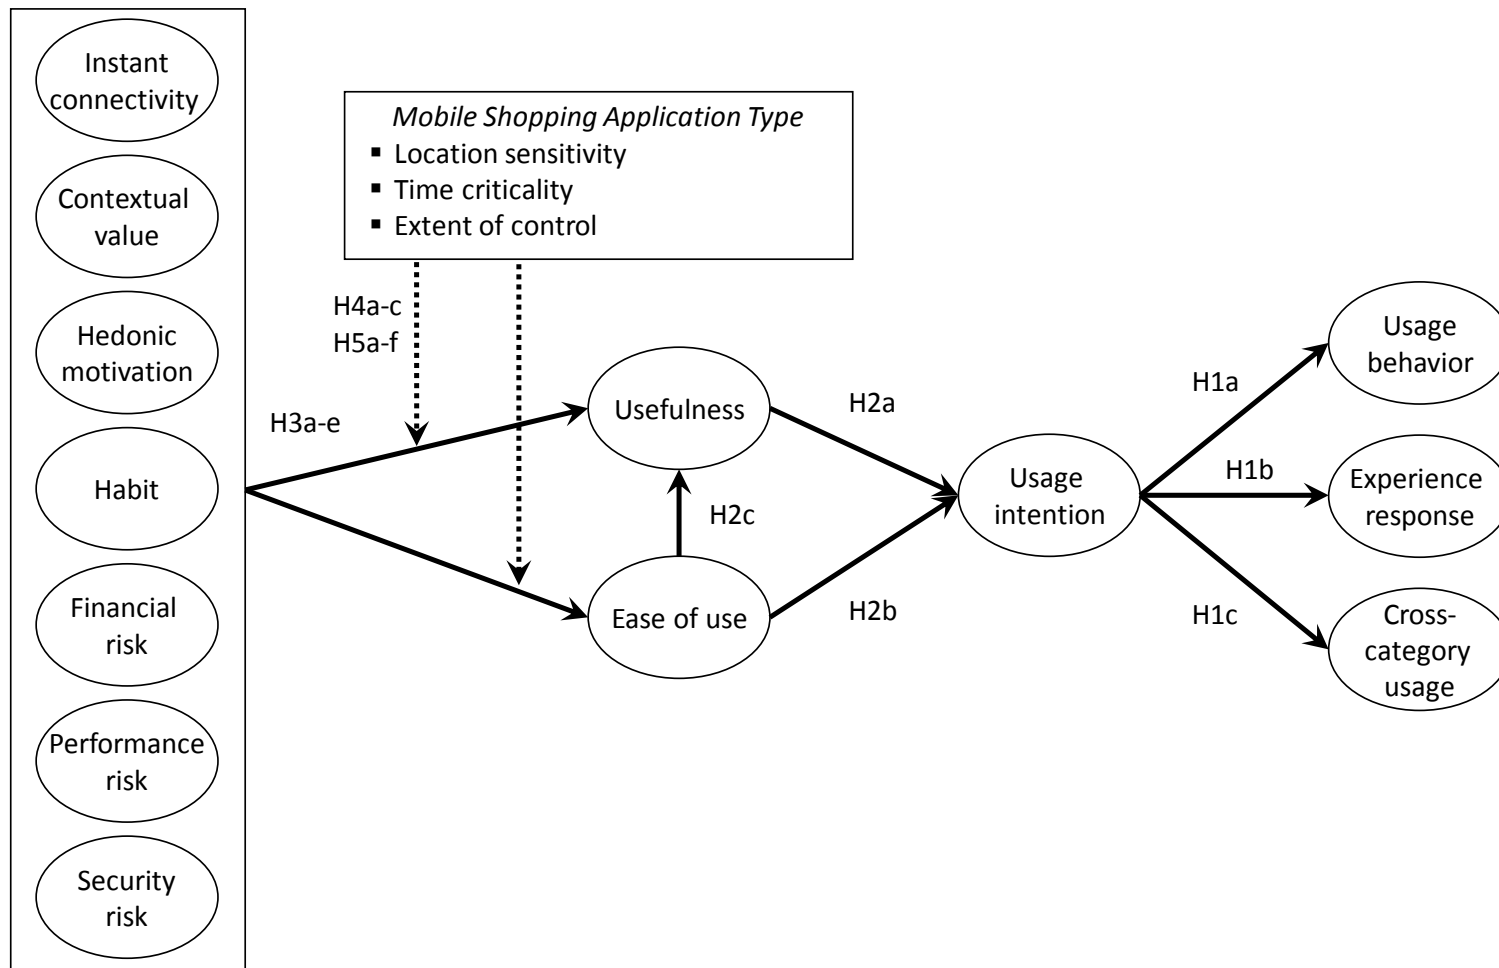 Instant
connectivity
Contextual
value
Hedonic
motivation
Habit
Financial
risk
Performance
risk
Security
risk
Mobile Shopping Application Type
▪ Location sensitivity
▪ Time criticality
▪ Extent of control
H4a-c
H5a-f
H3a-e
Usefulness
H2c
Ease of use
H2a
H2b
Usage
intention
H1a
H1b
H1c
Usage
behavior
Experience
response
Cross-
category
usage